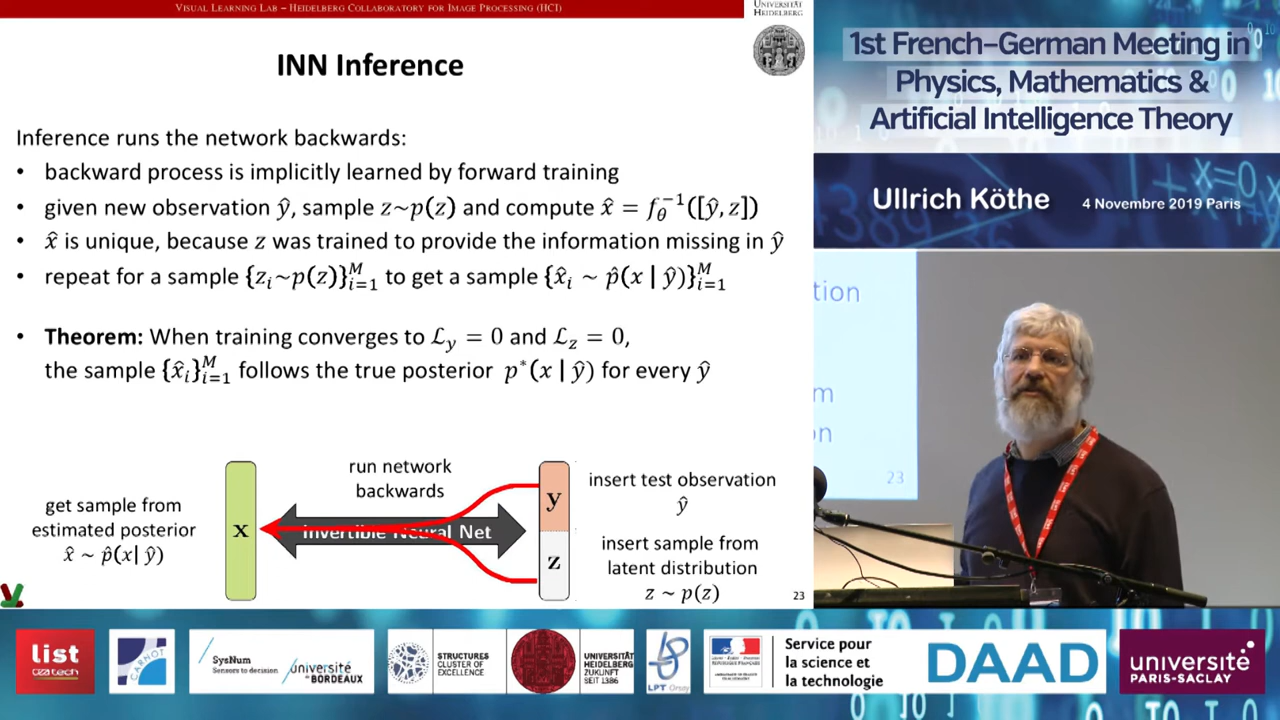 VISUAL LEARNING LAB – HEIDELBERG COLLABORATORY FOR IMAGE PROCESSING (HCI)
UNIVERSITÄT
HEIDELBERG
INN Inference
Inference runs the network backwards:
• backward process is implicitly learned by forward training
• given new observation ŷ, sample z~p(z) and compute x̂ = f_θ^{-1}([ŷ, z])
• x̂ is unique, because z was trained to provide the information missing in ŷ
• repeat for a sample {z_i~p(z)}_{i=1}^M to get a sample {x̂_i ~ p̂(x | ŷ)}_{i=1}^M
• Theorem: When training converges to ℒ_y = 0 and ℒ_z = 0,
the sample {x̂_i}_{i=1}^M follows the true posterior p*(x | ŷ) for every ŷ
get sample from
estimated posterior
x̂ ~ p̂(x| ŷ)
x
run network
backwards
Invertible Neural Net
y
z
insert test observation
ŷ
insert sample from
latent distribution
z ~ p(z)
23
1st French-German Meeting in
Physics, Mathematics &
Artificial Intelligence Theory
Ullrich Köthe
4 Novembre 2019 Paris
tion
m
on
23
list
ceatech
CARNOT
SysNum
Sensors to decision
université
de BORDEAUX
STRUCTURES
CLUSTER OF
EXCELLENCE
UNIVERSITÄT
HEIDELBERG
ZUKUNFT
SEIT 1386
LPT Orsay
Service pour
la science et
la technologie
DAAD
université
PARIS-SACLAY